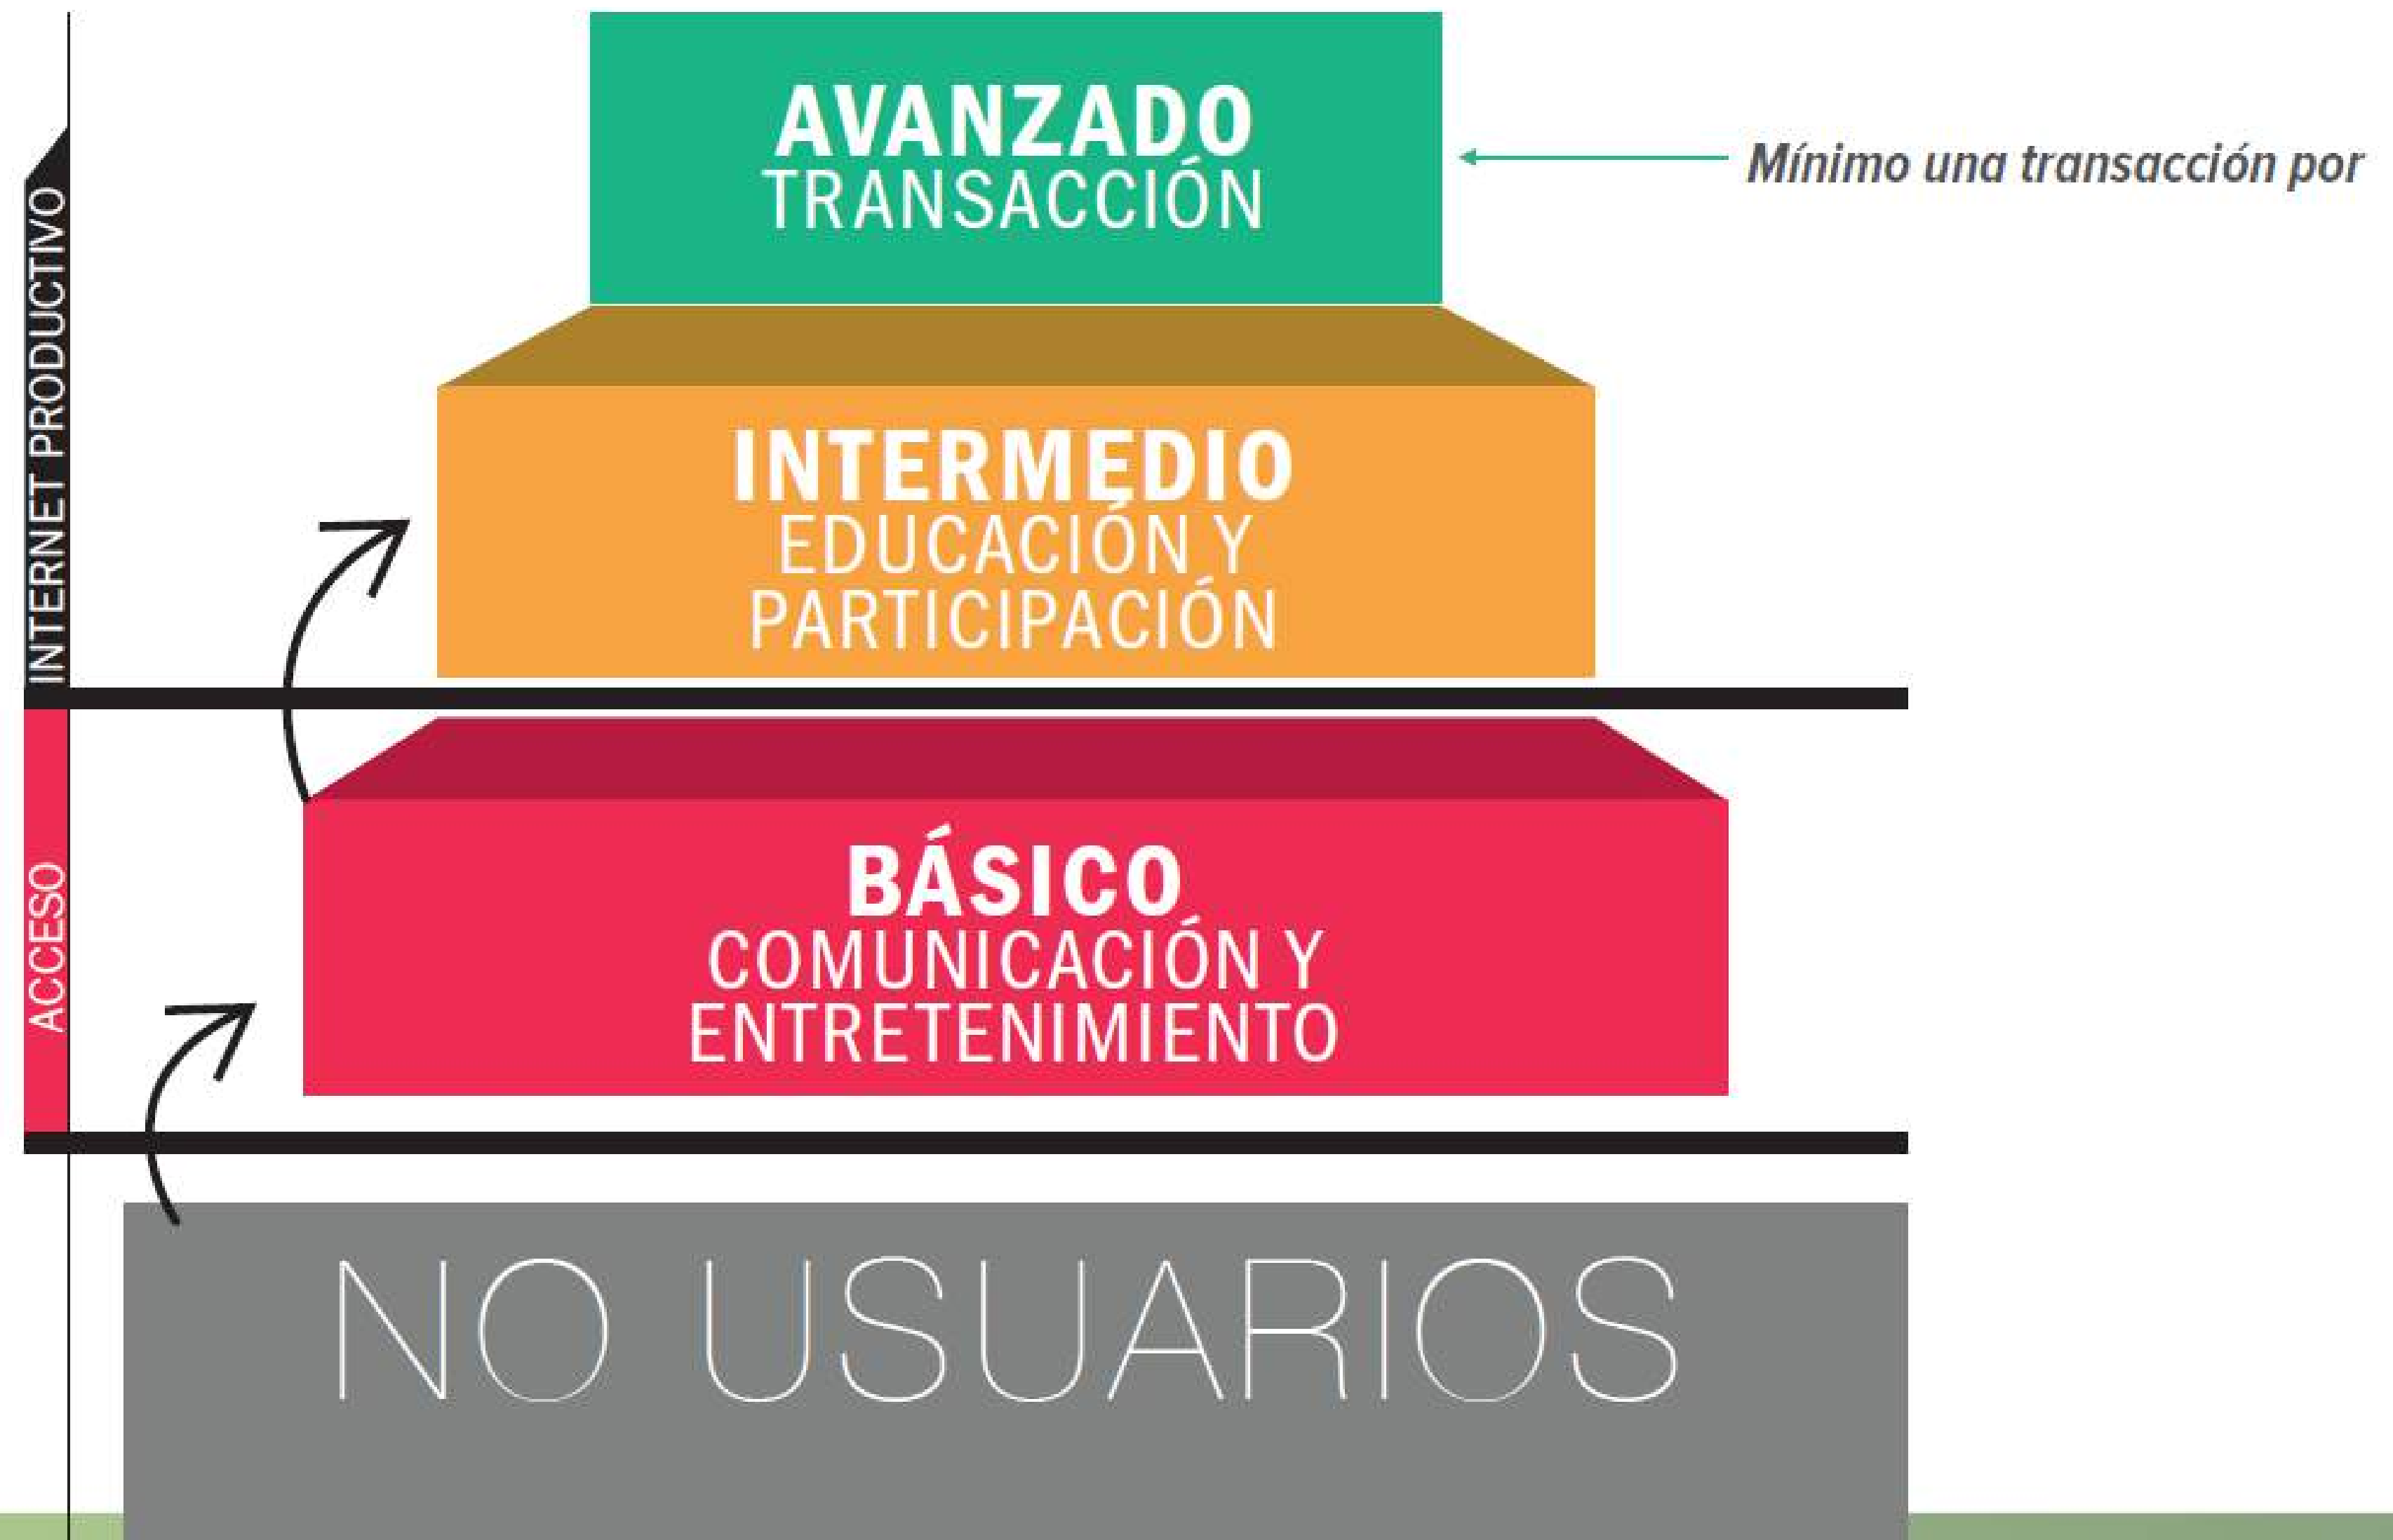 AVANZADO
TRANSACCIÓN
Mínimo una transacción por
INTERNET PRODUCTIVO
INTERMEDIO
EDUCACIÓN Y
PARTICIPACIÓN
ACCESO
BÁSICO
COMUNICACIÓN Y
ENTRETENIMIENTO
NO USUARIOS